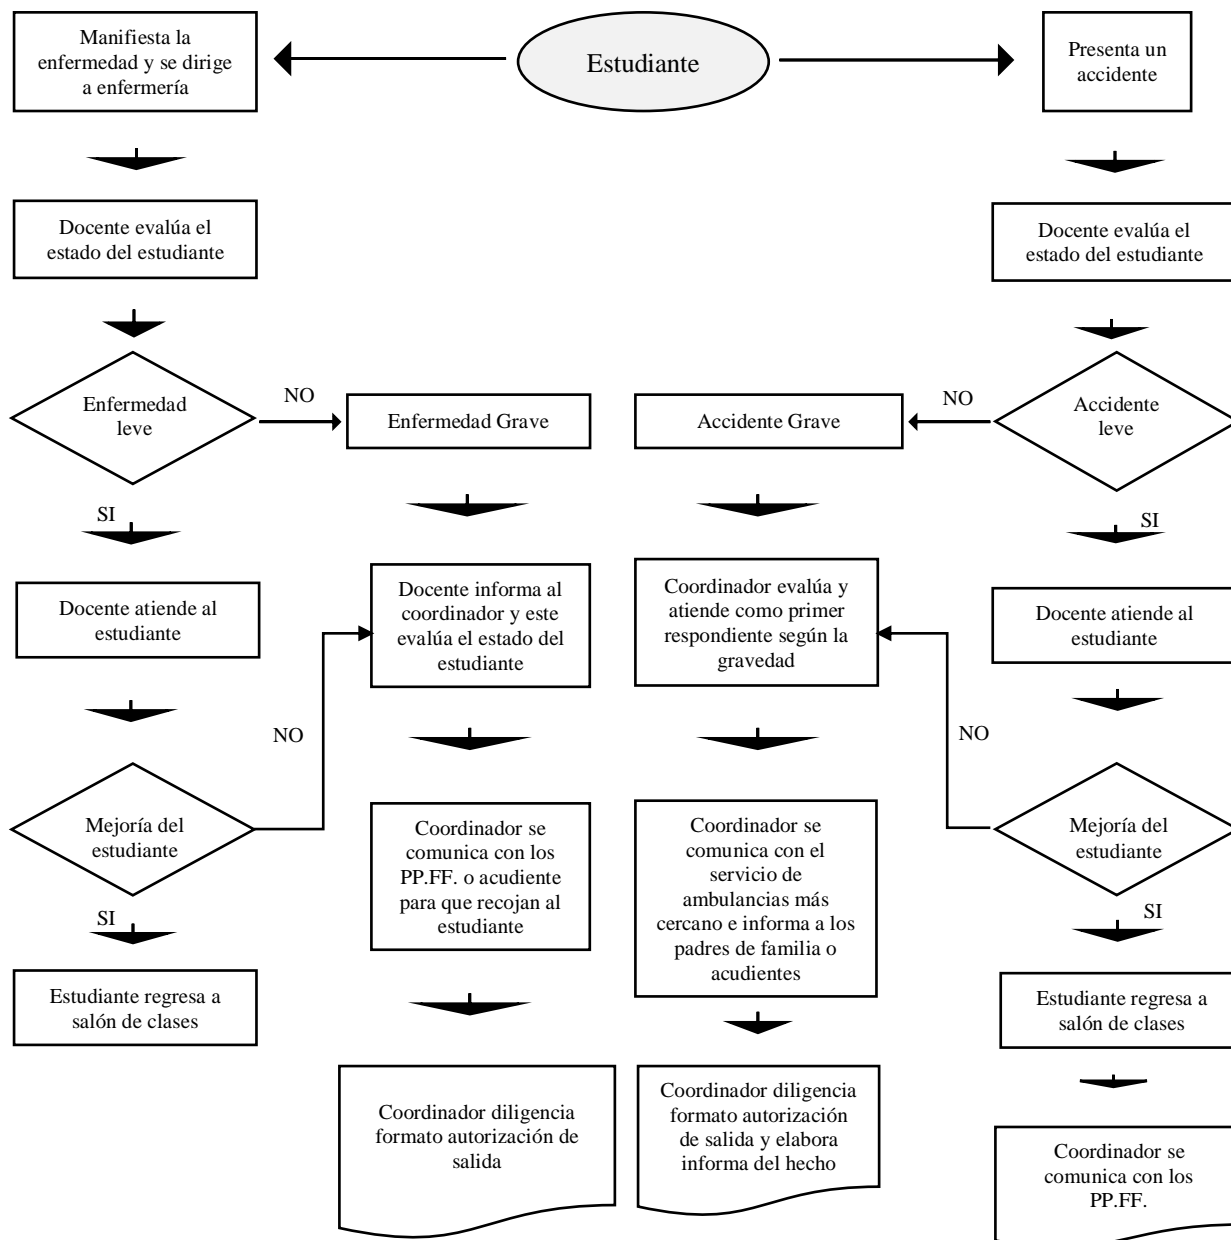 Manifiesta la
enfermedad y se dirige
a enfermería
Estudiante
Presenta un
accidente
Docente evalúa el
estado del estudiante
Docente evalúa el
estado del estudiante
Enfermedad
leve
NO
Enfermedad Grave
Accidente Grave
NO
Accidente
leve
SI
SI
Docente atiende al
estudiante
Docente informa al
coordinador y este
evalúa el estado del
estudiante
Coordinador evalúa y
atiende como primer
respondiente según la
gravedad
Docente atiende al
estudiante
NO
NO
Mejoría del
estudiante
Coordinador se
comunica con los
PP.FF. o acudiente
para que recojan al
estudiante
Coordinador se
comunica con el
servicio de
ambulancias más
cercano e informa a los
padres de familia o
acudientes
Mejoría del
estudiante
SI
SI
Estudiante regresa a
salón de clases
Estudiante regresa a
salón de clases
Coordinador diligencia
formato autorización de
salida
Coordinador diligencia
formato autorización
de salida y elabora
informa del hecho
Coordinador se
comunica con los
PP.FF.